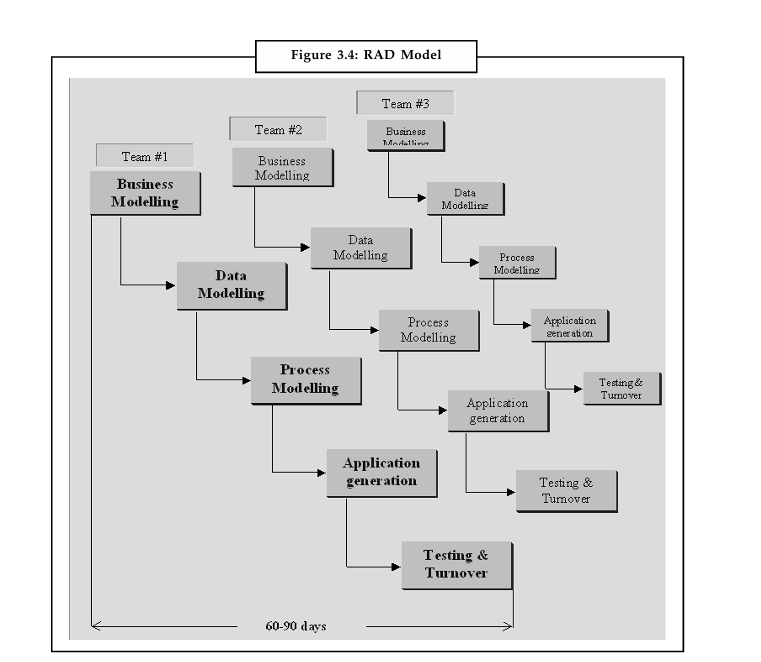 Figure 3.4: RAD Model
Team #1
Business
Modelling
Data
Modelling
Process
Modelling
Application
generation
Testing &
Turnover
Team #2
Business
Modelling
Data
Modelling
Process
Modelling
Application
generation
Testing &
Turnover
Team #3
Business
Modelling
Data
Modelling
Process
Modelling
Application
generation
Testing &
Turnover
60-90 days